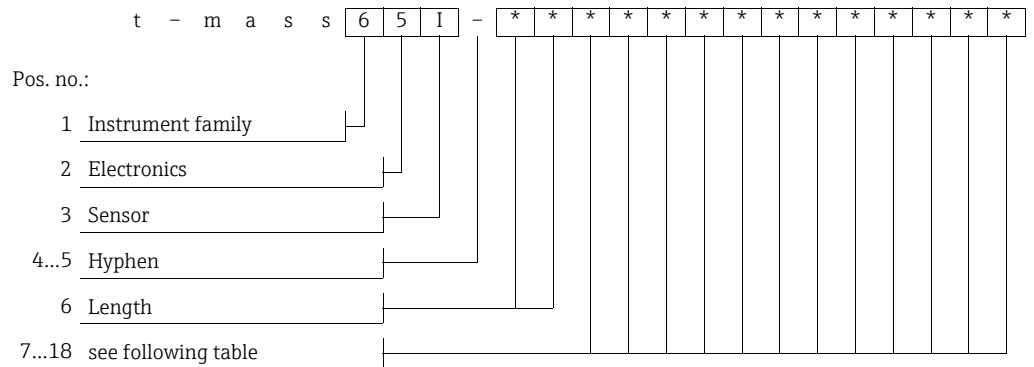 t – m a s s 6 5 I – * * * * * * * * * * * * * *
Pos. no.:
1 Instrument family
2 Electronics
3 Sensor
4...5 Hyphen
6 Length
7...18 see following table